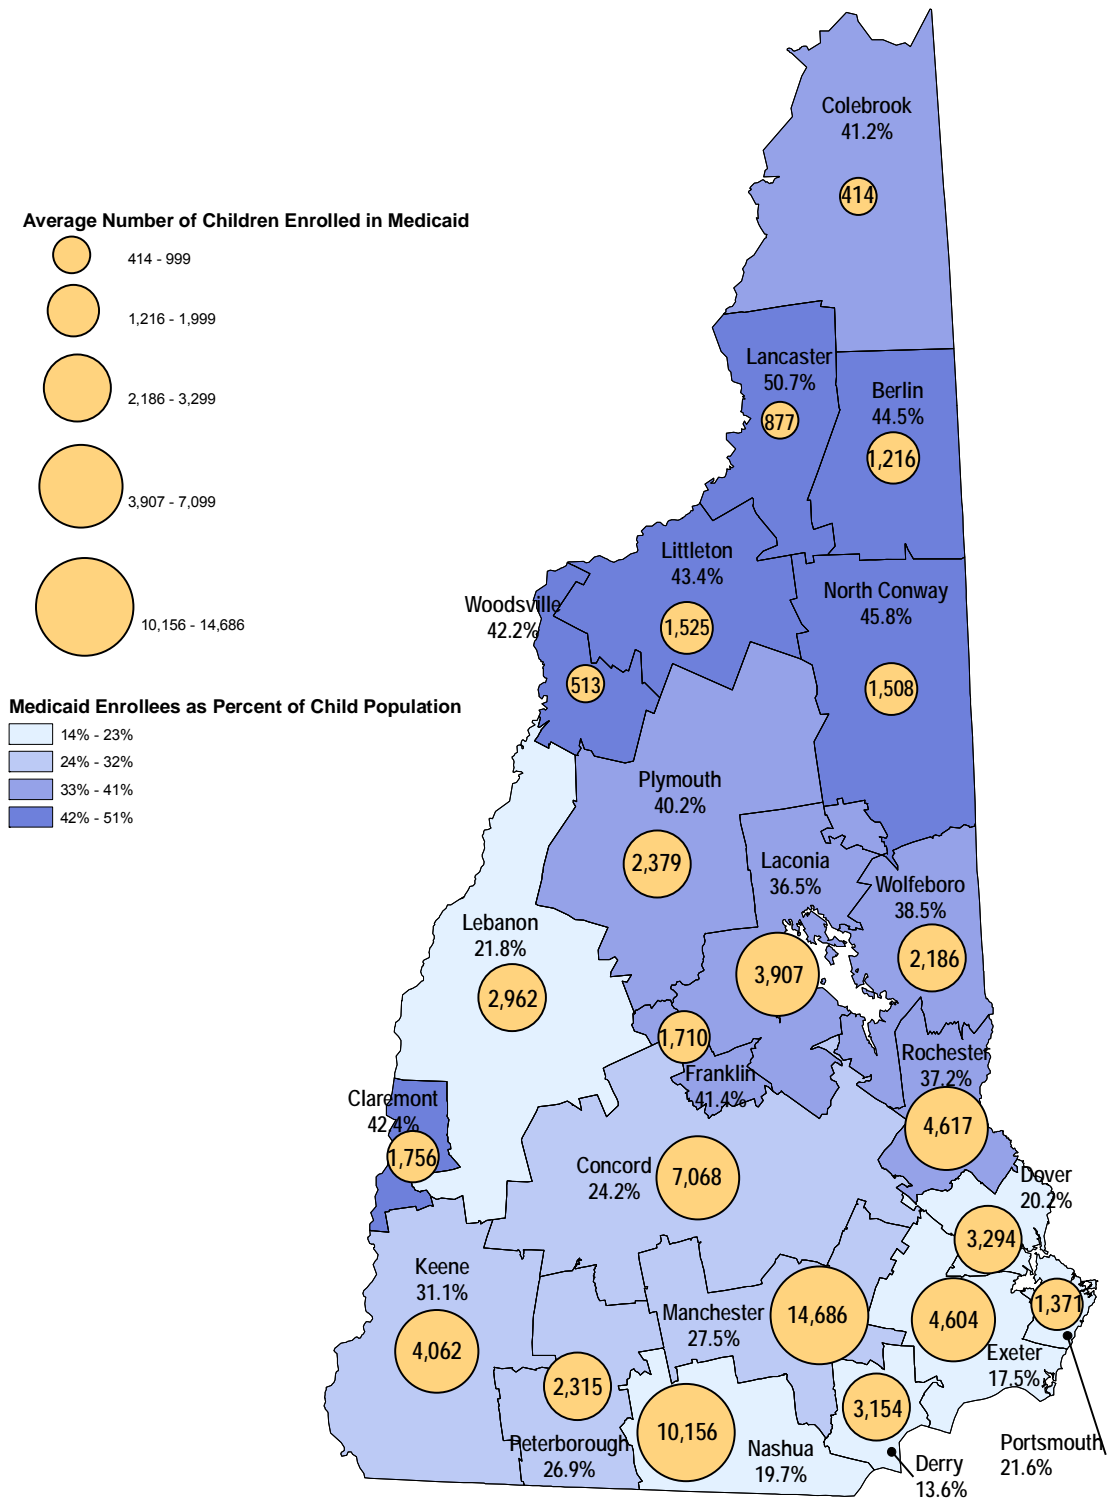 Colebrook
41.2%
414
Average Number of Children Enrolled in Medicaid
414 - 999
1,216 - 1,999
2,186 - 3,299
3,907 - 7,099
10,156 - 14,686
Medicaid Enrollees as Percent of Child Population
14% - 23%
24% - 32%
33% - 41%
42% - 51%
Lancaster
50.7%
877
Berlin
44.5%
1,216
Littleton
43.4%
1,525
North Conway
45.8%
1,508
Woodsville
42.2%
513
Plymouth
40.2%
2,379
Laconia
36.5%
3,907
Wolfeboro
38.5%
2,186
Lebanon
21.8%
2,962
1,710
Franklin
41.4%
Rochester
37.2%
4,617
Claremont
42.4%
1,756
Concord
24.2%
7,068
Dover
20.2%
3,294
Keene
31.1%
4,062
Manchester
27.5%
14,686
4,604
Exeter
17.5%
1,371
Portsmouth
21.6%
2,315
Peterborough
26.9%
10,156
Nashua
19.7%
3,154
Derry
13.6%